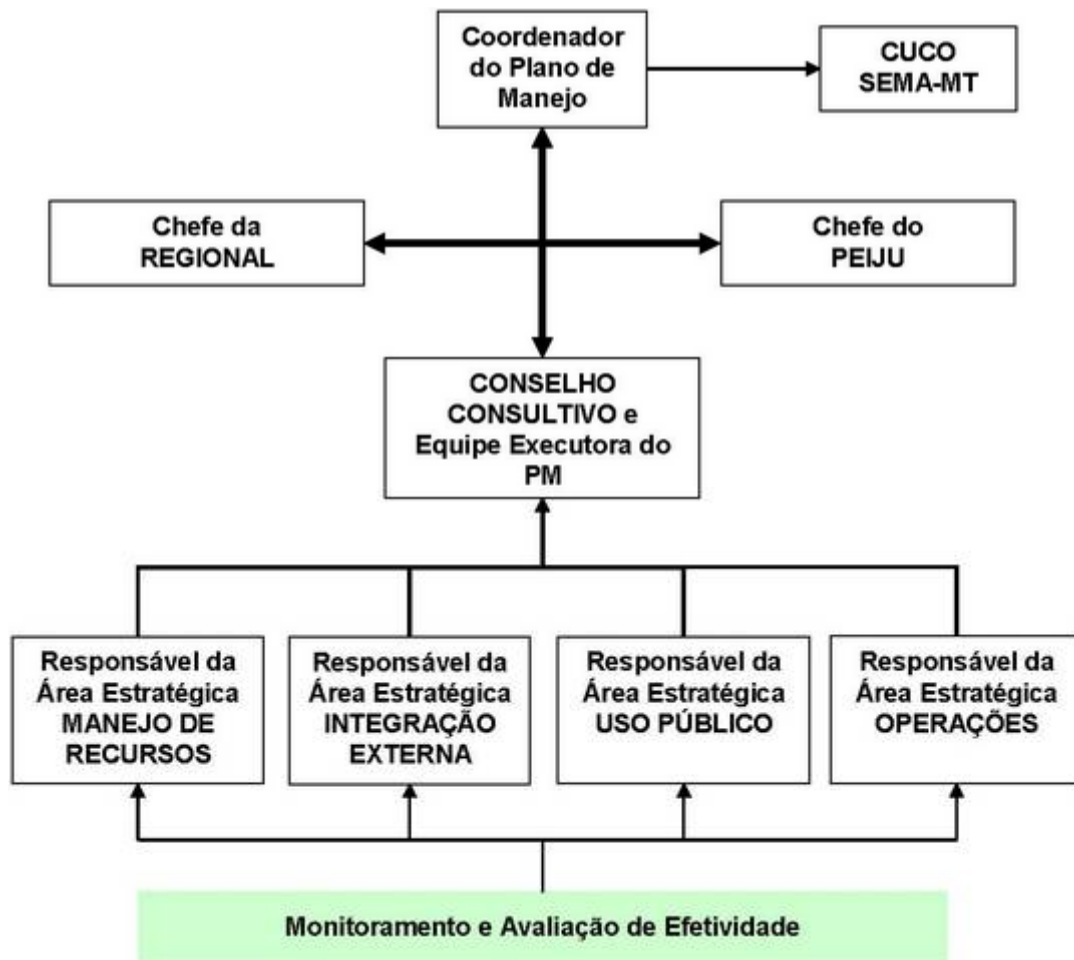 Coordenador
do Plano de
Manejo
CUCO
SEMA-MT
Chefe da
REGIONAL
Chefe do
PEIJU
CONSELHO
CONSULTIVO e
Equipe Executora do
PM
Responsável da
Área Estratégica
MANEJO DE
RECURSOS
Responsável da
Área Estratégica
INTEGRAÇÃO
EXTERNA
Responsável da
Área Estratégica
USO PÚBLICO
Responsável da
Área Estratégica
OPERAÇÕES
Monitoramento e Avaliação de Efetividade